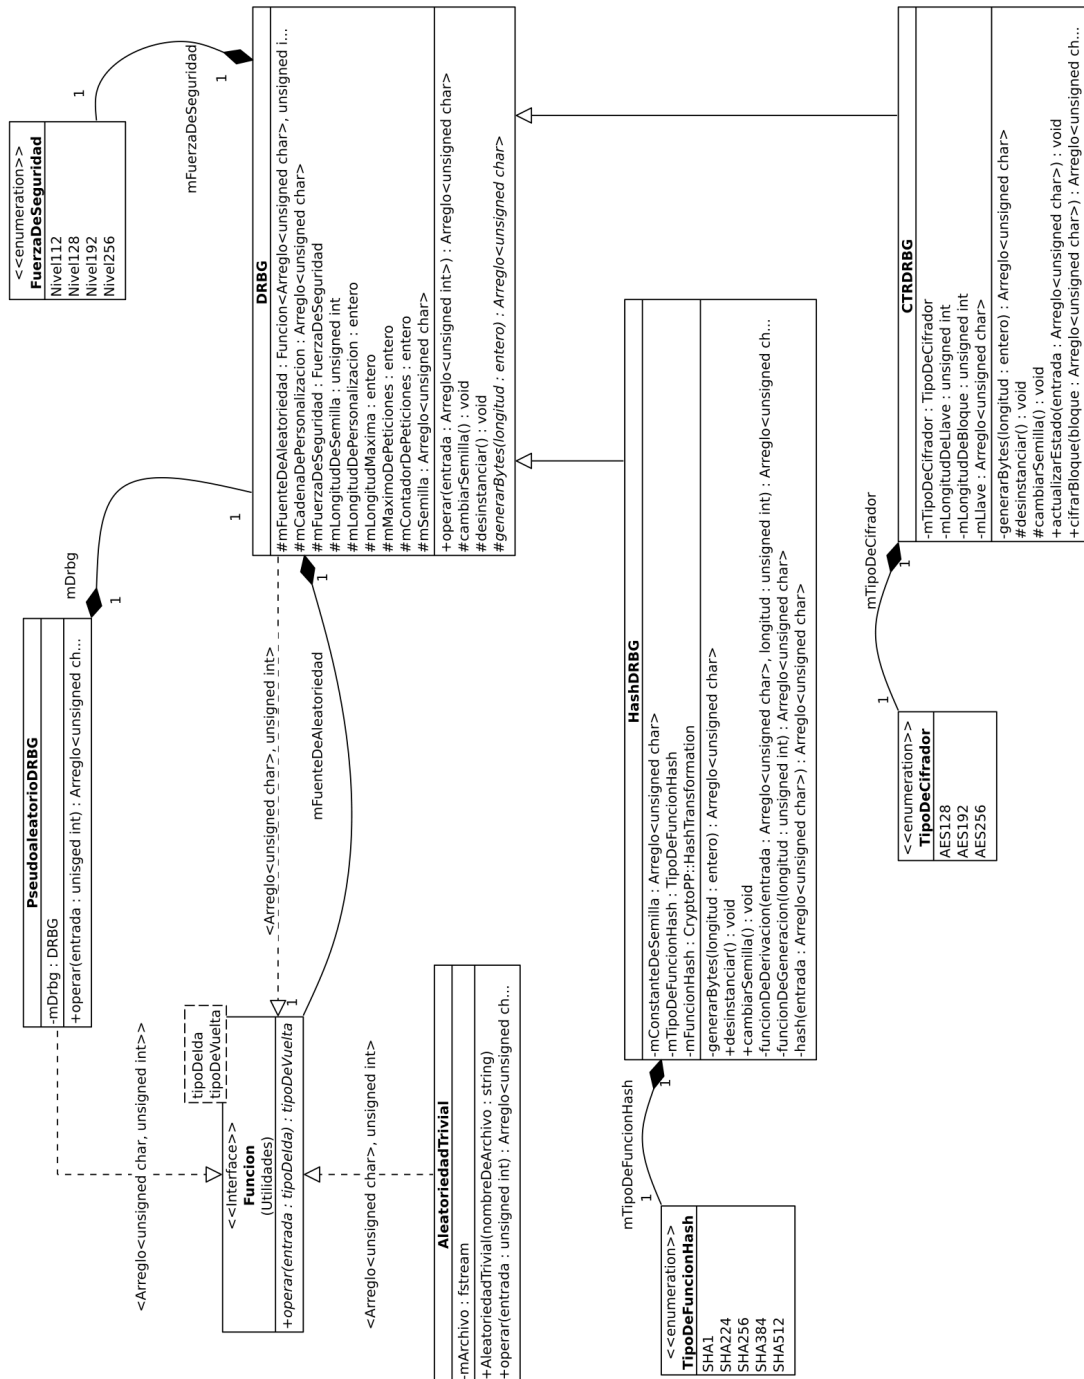 <<enumeration>>
FuerzaDeSeguridad
Nivel112
Nivel128
Nivel192
Nivel256
1
mFuerzaDeSeguridad
1
PseudoaleatorioDRBG
-mDrbg : DRBG
+operar(entrada : unisged int) : Arreglo<unsigned ch...
mDrbg
1
1
DRBG
#mFuenteDeAleatoriedad : Funcion<Arreglo<unsigned char>, unsigned i...
#mCadenaDePersonalizacion : Arreglo<unsigned char>
#mFuerzaDeSeguridad : FuerzaDeSeguridad
#mLongitudDeSemilla : unsigned int
#mLongitudDePersonalizacion : entero
#mLongitudMaxima : entero
#mMaximoDePeticiones : entero
#mContadorDePeticiones : entero
#mSemilla : Arreglo<unsigned char>
+operar(entrada : Arreglo<unsigned int>) : Arreglo<unsigned char>
#cambiarSemilla() : void
#desinstanciar() : void
#generarBytes(longitud : entero) : Arreglo<unsigned char>
<Arreglo<unsigned char, unsigned int>>
tipoDeIda
tipoDeVuelta
<<Interface>>
Funcion
(Utilidades)
+operar(entrada : tipoDeIda) : tipoDeVuelta
<Arreglo<unsigned char>, unsigned int>
1
mFuenteDeAleatoriedad
1
<Arreglo<unsigned char>, unsigned int>
AleatoriedadTrivial
-mArchivo : fstream
+AleatoriedadTrivial(nombreDeArchivo : string)
+operar(entrada : unsigned int) : Arreglo<unsigned ch...
HashDRBG
-mConstanteDeSemilla : Arreglo<unsigned char>
-mTipoDeFuncionHash : TipoDeFuncionHash
-mFuncionHash : CryptoPP::HashTransformation
-generarBytes(longitud : entero) : Arreglo<unsigned char>
+desinstanciar() : void
+cambiarSemilla() : void
-funcionDeDerivacion(entrada : Arreglo<unsigned char>, longitud : unsigned int) : Arreglo<unsigned ch...
-funcionDeGeneracion(longitud : unsigned int) : Arreglo<unsigned char>
-hash(entrada : Arreglo<unsigned char>) : Arreglo<unsigned char>
mTipoDeFuncionHash
1
1
<<enumeration>>
TipoDeFuncionHash
SHA1
SHA224
SHA256
SHA384
SHA512
CTRDRBG
-mTipoDeCifrador : TipoDeCifrador
-mLongitudDeLlave : unsigned int
-mLongitudDeBloque : unsigned int
-mLlave : Arreglo<unsigned char>
-generarBytes(longitud : entero) : Arreglo<unsigned char>
#desinstanciar() : void
#cambiarSemilla() : void
+actualizarEstado(entrada : Arreglo<unsigned char>) : void
+cifrarBloque(bloque : Arreglo<unsigned char>) : Arreglo<unsigned ch...
mTipoDeCifrador
1
1
<<enumeration>>
TipoDeCifrador
AES128
AES192
AES256